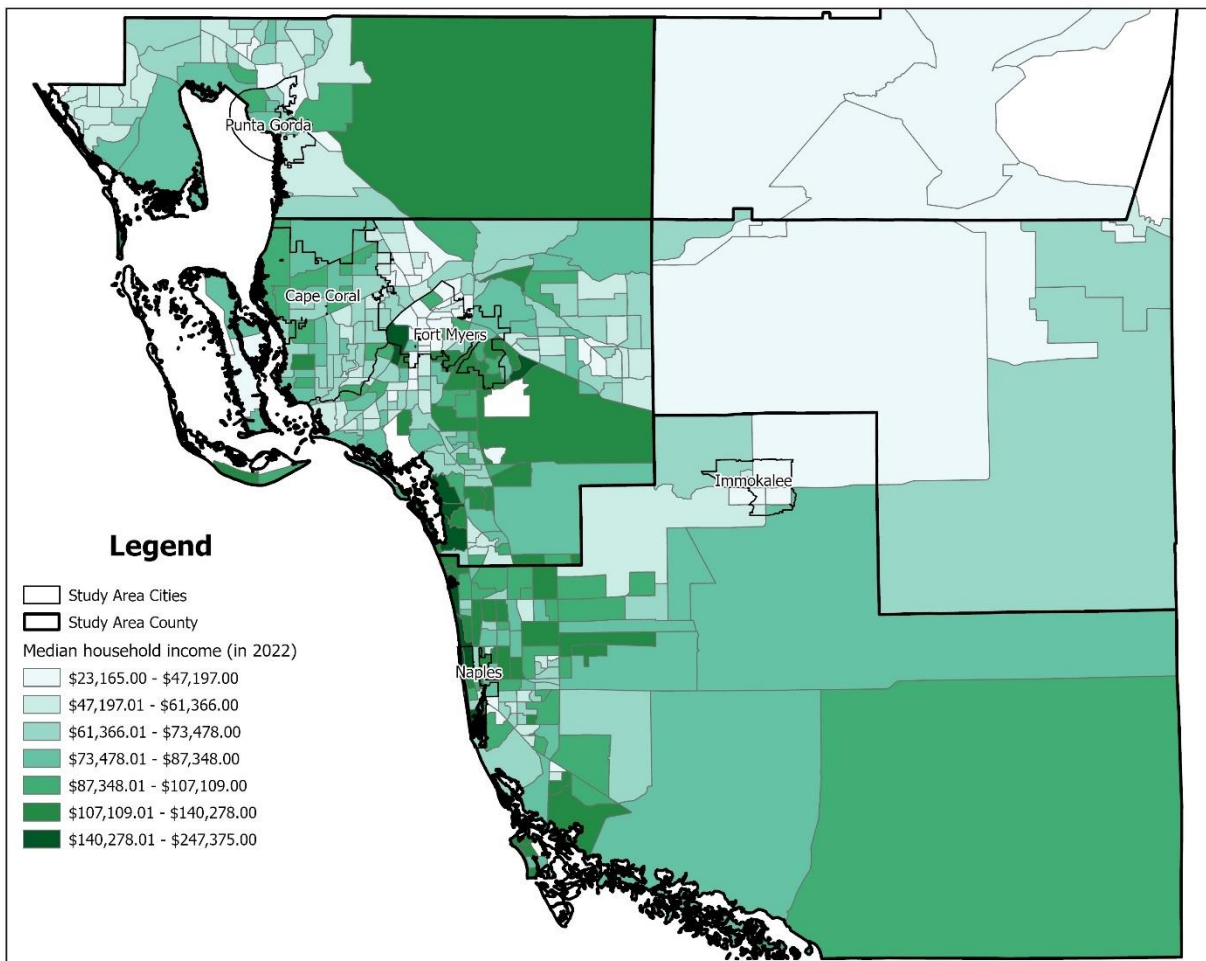 Punta Gorda
Cape Coral
Fort Myers
Immokalee
Naples
Legend
Study Area Cities
Study Area County
Median household income (in 2022)
$23,165.00 - $47,197.00
$47,197.01 - $61,366.00
$61,366.01 - $73,478.00
$73,478.01 - $87,348.00
$87,348.01 - $107,109.00
$107,109.01 - $140,278.00
$140,278.01 - $247,375.00